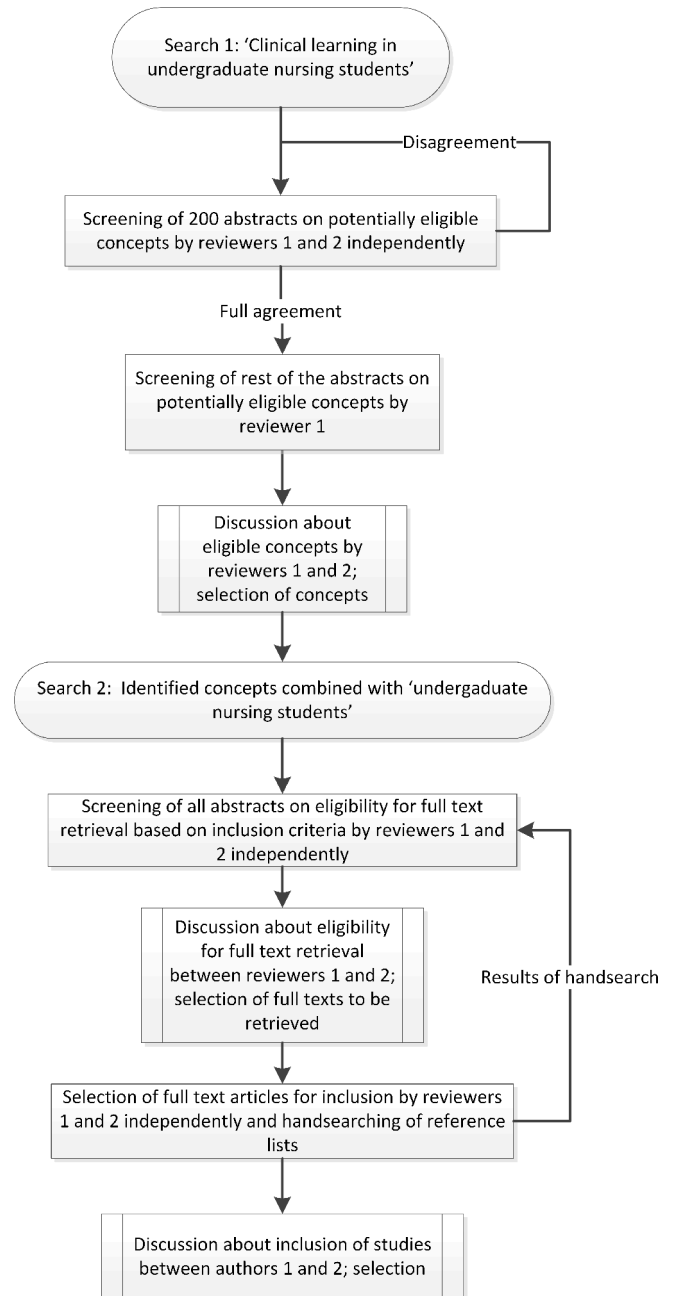 Search 1: ‘Clinical learning in
undergraduate nursing students’
Disagreement
Screening of 200 abstracts on potentially eligible
concepts by reviewers 1 and 2 independently
Full agreement
Screening of rest of the abstracts on
potentially eligible concepts by
reviewer 1
Discussion about
eligible concepts by
reviewers 1 and 2;
selection of concepts
Search 2:  Identified concepts combined with ‘undergaduate
nursing students’
Screening of all abstracts on eligibility for full text
retrieval based on inclusion criteria by reviewers 1 and
2 independently
Discussion about eligibility
for full text retrieval
between reviewers 1 and 2;
selection of full texts to be
retrieved
Results of handsearch
Selection of full text articles for inclusion by reviewers
1 and 2 independently and handsearching of reference
lists
Discussion about inclusion of studies
between authors 1 and 2; selection